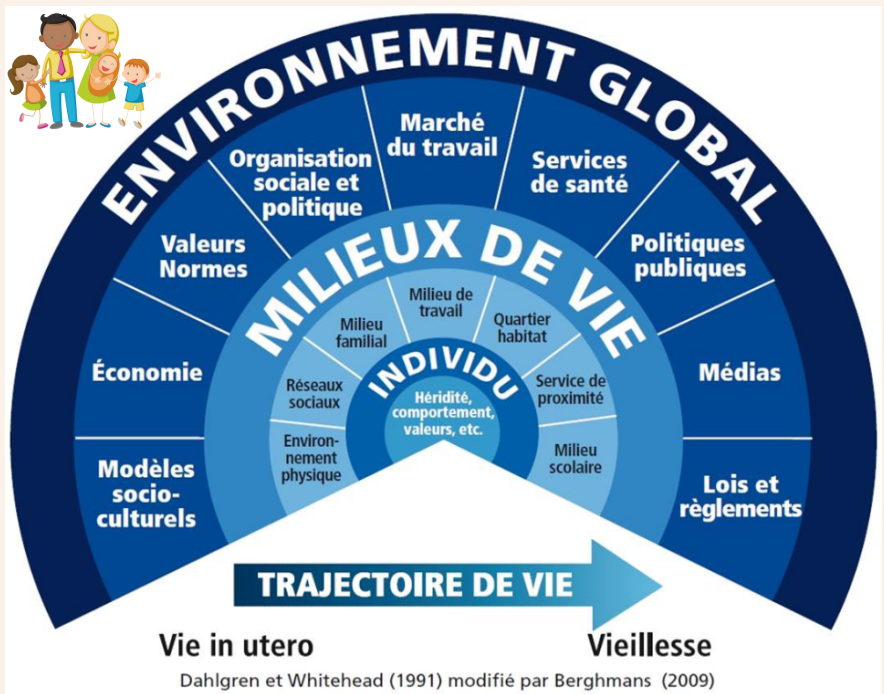 ENVIRONNEMENT GLOBAL
Modèles
socio-
culturels
Économie
Valeurs
Normes
Organisation
sociale et
politique
Marché
du travail
Services
de santé
Politiques
publiques
Médias
Lois et
règlements
MILIEUX DE VIE
Environ-
nement
physique
Réseaux
sociaux
Milieu
familial
Milieu de
travail
Quartier
habitat
Service de
proximité
Milieu
scolaire
INDIVIDU
Héridité,
comportement,
valeurs, etc.
TRAJECTOIRE DE VIE
Vie in utero
Vieillesse
Dahlgren et Whitehead (1991) modifié par Berghmans (2009)